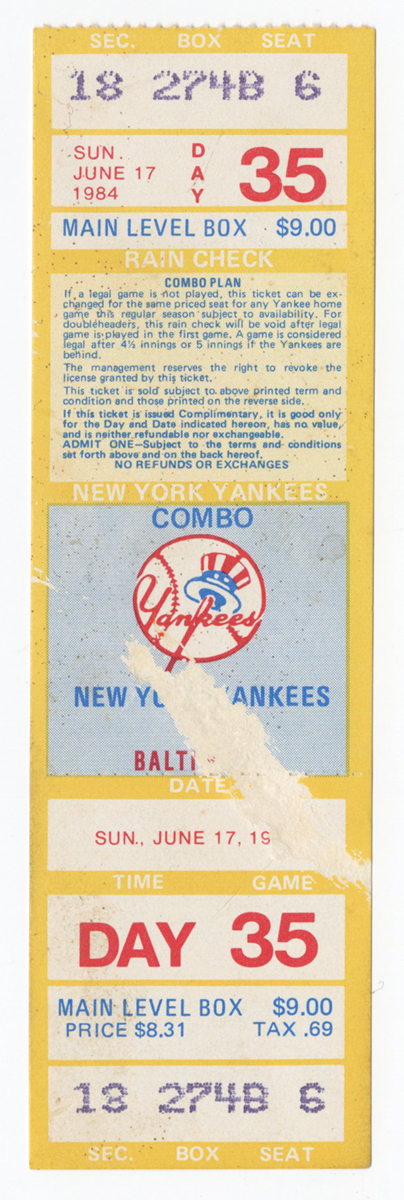 SEC. BOX SEAT
18 274B 6
SUN.
JUNE 17
1984
DAY
35
MAIN LEVEL BOX $9.00
RAIN CHECK
COMBO PLAN
If a legal game is not played, this ticket can be ex-
changed for the same priced seat for any Yankee home
game this regular season subject to availability. For
doubleheaders, this rain check will be void after legal
game is played in the first game. A game is considered
legal after 4½ innings or 5 innings if the Yankees are
behind.
The management reserves the right to revoke the
license granted by this ticket.
This ticket is sold subject to above printed term and
condition and those printed on the reverse side.
If this ticket is issued Complimentary, it is good only
for the Day and Date indicated hereon, has no value,
and is neither refundable nor exchangeable.
ADMIT ONE—Subject to the terms and conditions
set forth above and on the back hereof.
NO REFUNDS OR EXCHANGES
NEW YORK YANKEES
COMBO
Yankees
NEW YO ANKEES
BALTI
DATE
SUN., JUNE 17, 19
TIME GAME
DAY 35
MAIN LEVEL BOX $9.00
PRICE $8.31 TAX .69
18 274B 6
SEC. BOX SEAT